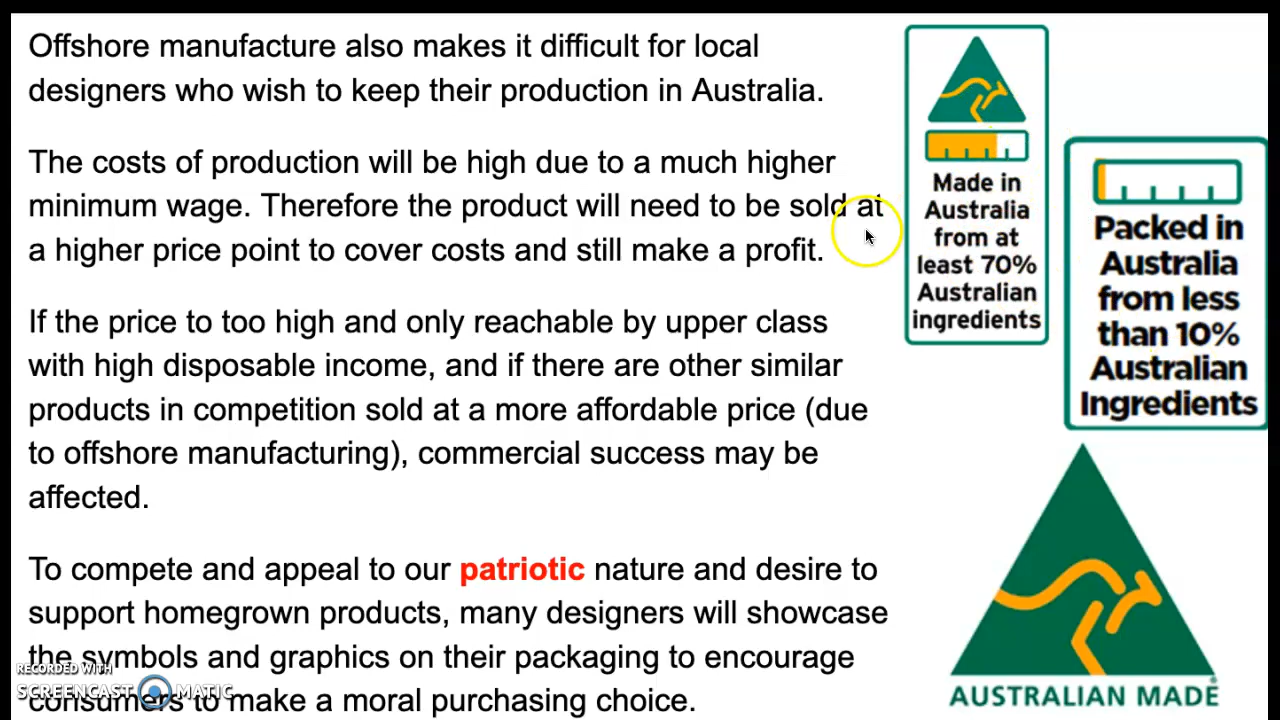 Offshore manufacture also makes it difficult for local
designers who wish to keep their production in Australia.
The costs of production will be high due to a much higher
minimum wage. Therefore the product will need to be sold at
a higher price point to cover costs and still make a profit.
If the price to too high and only reachable by upper class
with high disposable income, and if there are other similar
products in competition sold at a more affordable price (due
to offshore manufacturing), commercial success may be
affected.
To compete and appeal to our patriotic nature and desire to
support homegrown products, many designers will showcase
the symbols and graphics on their packaging to encourage
consumers to make a moral purchasing choice.
Made in
Australia
from at
least 70%
Australian
ingredients
Packed in
Australia
from less
than 10%
Australian
Ingredients
AUSTRALIAN MADE
RECORDED WITH
SCREENCAST MATIC